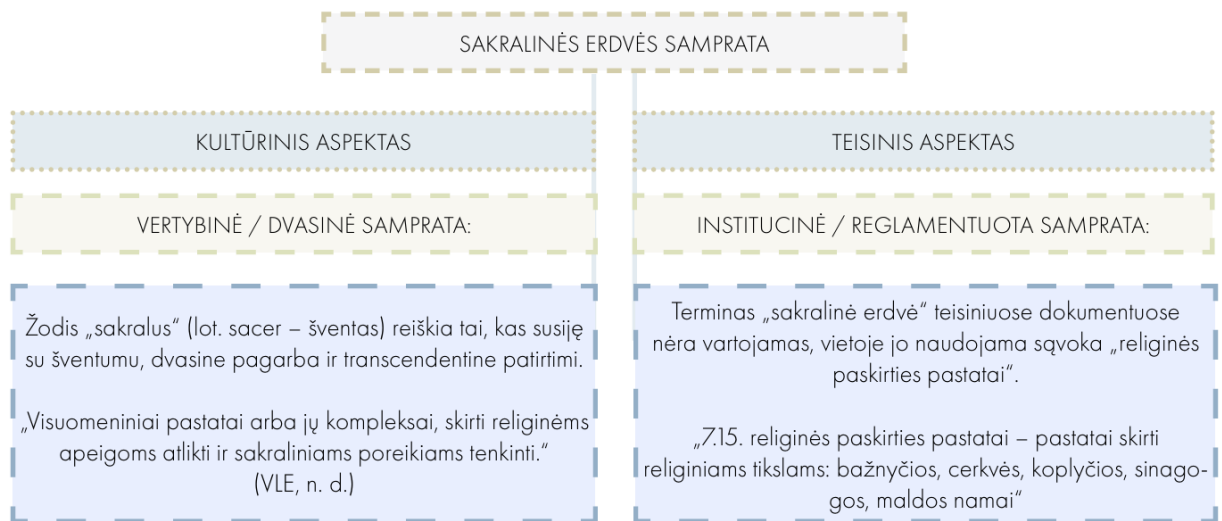 SAKRALINĖS ERDVĖS SAMPRATA
KULTŪRINIS ASPEKTAS
VERTYBINĖ / DVASINĖ SAMPRATA:
Žodis „sakralus“ (lot. sacer – šventas) reiškia tai, kas susiję
su šventumu, dvasine pagarba ir transcendentine patirtimi.
„Visuomeniniai pastatai arba jų kompleksai, skirti religinėms
apeigoms atlikti ir sakraliniams poreikiams tenkinti.“
(VLE, n. d.)
TEISINIS ASPEKTAS
INSTITUCINĖ / REGLAMENTUOTA SAMPRATA:
Terminas „sakralinė erdvė“ teisiniuose dokumentuose
nėra vartojamas, vietoje jo naudojama sąvoka „religinės
paskirties pastatai“.
„7.15. religinės paskirties pastatai – pastatai skirti
religiniams tikslams: bažnyčios, cerkvės, koplyčios, sinago-
gos, maldos namai“